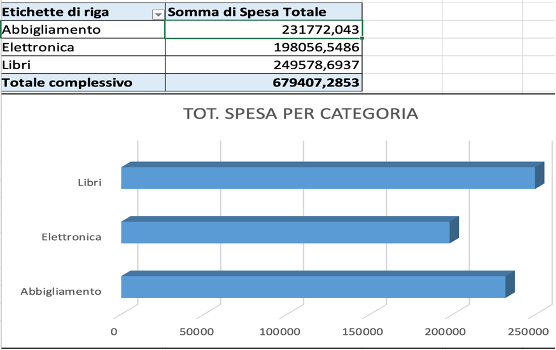 Etichette di riga Somma di Spesa Totale
Abbigliamento 231772,043
Elettronica 198056,5486
Libri 249578,6937
Totale complessivo 679407,2853
TOT. SPESA PER CATEGORIA
Libri
Elettronica
Abbigliamento
0 50000 100000 150000 200000 250000